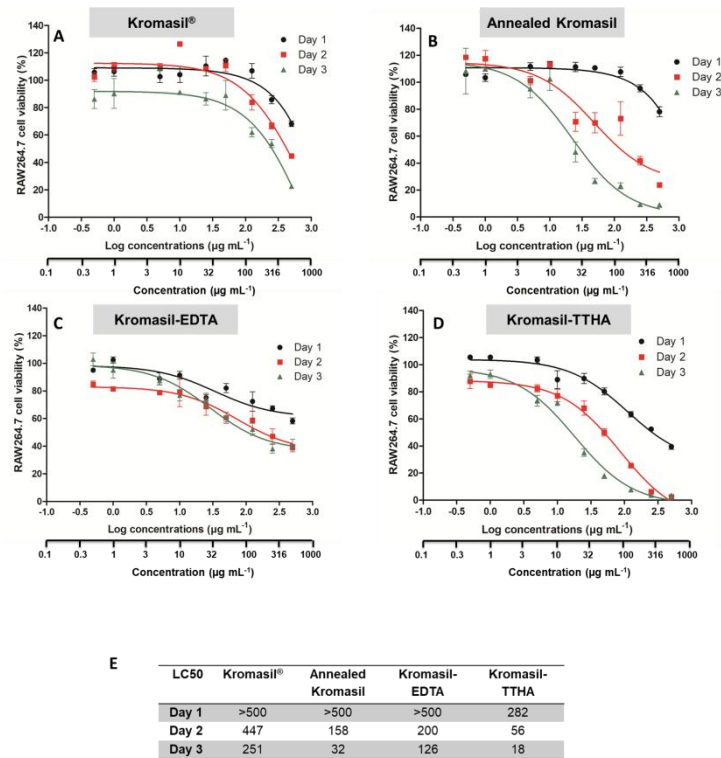 A
Kromasil®
Day 1
Day 2
Day 3
RAW264.7 cell viability (%)
140
120
100
80
60
40
20
0
-1.0 -0.5 0.0 0.5 1.0 1.5 2.0 2.5 3.0
Log concentrations (µg mL-1)
0.1 0.3 1 3 10 32 100 316 1000
Concentration (µg mL-1)
B
Annealed Kromasil
Day 1
Day 2
Day 3
RAW264.7 cell viability (%)
140
120
100
80
60
40
20
0
-1.0 -0.5 0.0 0.5 1.0 1.5 2.0 2.5 3.0
Log concentrations (µg mL-1)
0.1 0.3 1 3 10 32 100 316 1000
Concentration (µg mL-1)
C
Kromasil-EDTA
Day 1
Day 2
Day 3
RAW264.7 cell viability (%)
140
120
100
80
60
40
20
0
-1.0 -0.5 0.0 0.5 1.0 1.5 2.0 2.5 3.0
Log concentrations (µg mL-1)
0.1 0.3 1 3 10 32 100 316 1000
Concentration (µg mL-1)
D
Kromasil-TTHA
Day 1
Day 2
Day 3
RAW264.7 cell viability (%)
140
120
100
80
60
40
20
0
-1.0 -0.5 0.0 0.5 1.0 1.5 2.0 2.5 3.0
Log concentrations (µg mL-1)
0.1 0.3 1 3 10 32 100 316 1000
Concentration (µg mL-1)
E
LC50 Kromasil® Annealed Kromasil- Kromasil-
Kromasil EDTA TTHA
Day 1 >500 >500 >500 282
Day 2 447 158 200 56
Day 3 251 32 126 18